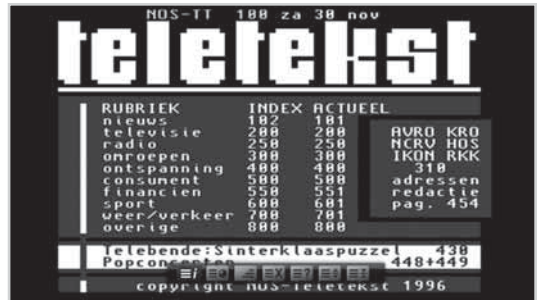 NOS-TT 100 za 30 nov
teletekst
RUBRIEK INDEX ACTUEEL
nieuws 102 101
televisie 200 200
radio 250 250
omroepen 300 300
ontspanning 400 400
consument 500 500
financien 550 551
sport 600 601
weer/verkeer 700 701
overige 800 800
AVRO KRO
NCRV NOS
IKON RKK
310
adressen
redactie
pag. 454
Telebende:Sinterklaaspuzzel 430
Popconcerten 448+449
copyright NOS-Teletekst 1996